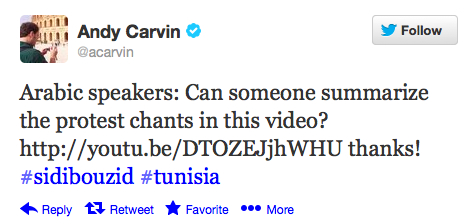 Andy Carvin
@acarvin
Follow
Arabic speakers: Can someone summarize
the protest chants in this video?
http://youtu.be/DTOZEJjhWHU thanks!
#sidibouzid #tunisia
Reply Retweet Favorite More